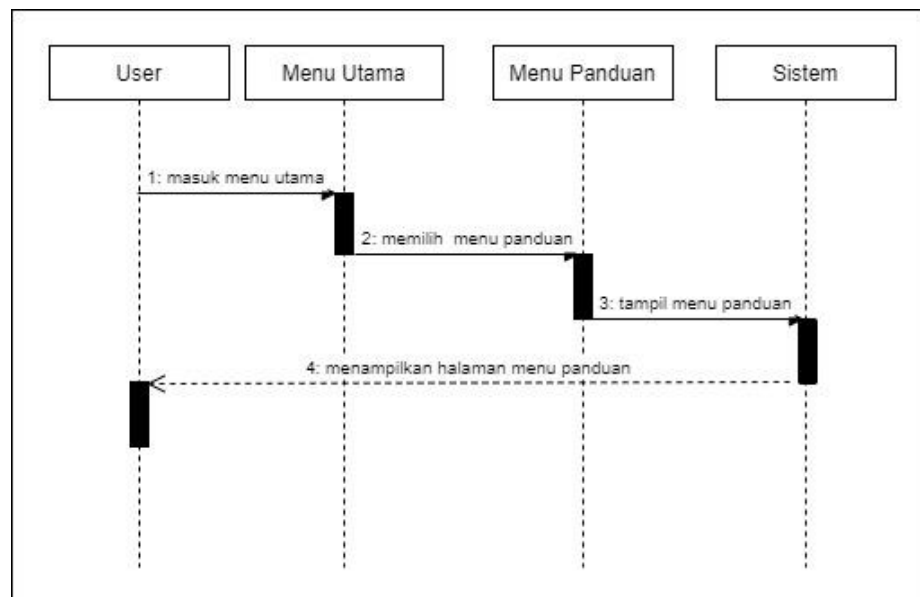 User
Menu Utama
Menu Panduan
Sistem
1: masuk menu utama
2: memilih  menu panduan
3: tampil menu panduan
4: menampilkan halaman menu panduan